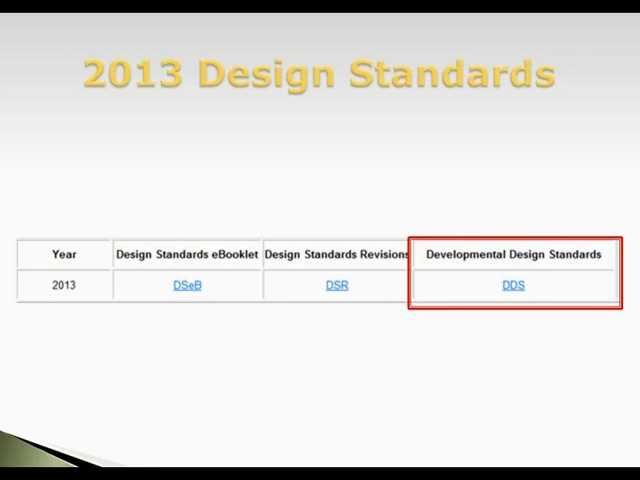 2013 Design Standards
Year Design Standards eBooklet Design Standards Revisions Developmental Design Standards
2013 DSeB DSR DDS